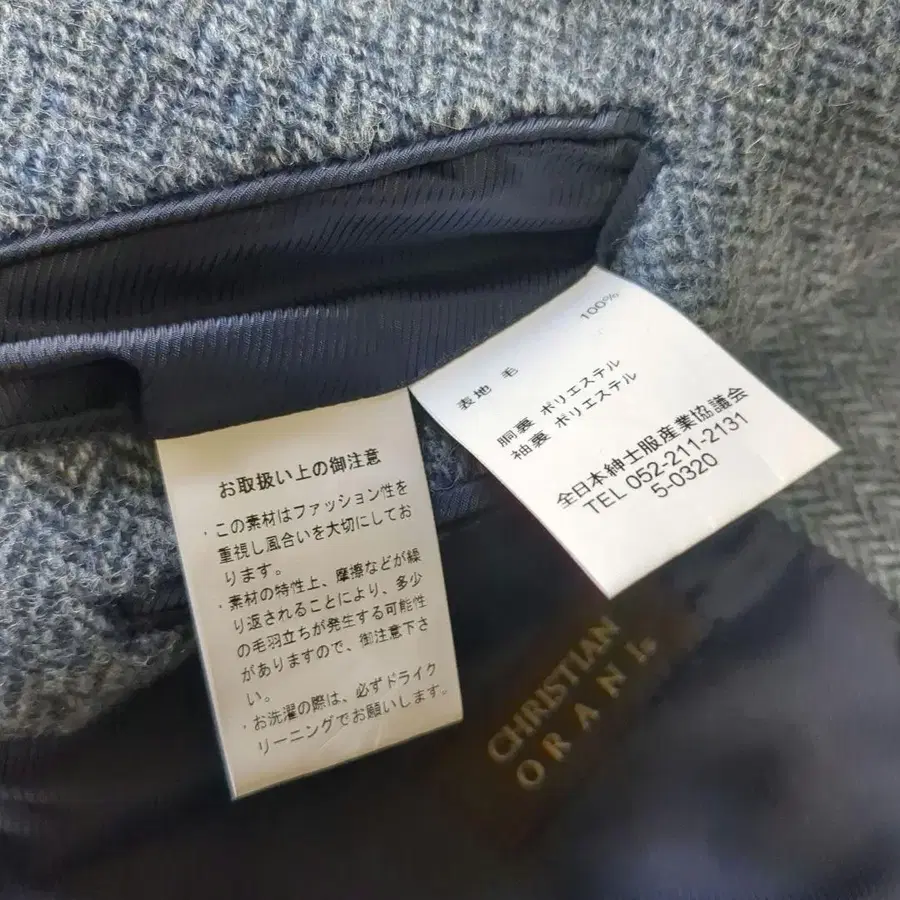 お取扱い上の御注意
・この素材はファッション性を
重視し風合いを大切にしてお
ります。
・素材の特性上、摩擦などが繰
り返されることにより、多少
の毛羽立ちが発生する可能性
がありますので、御注意下さ
い。
・お洗濯の際は、必ずドライク
リーニングでお願いします。
表地 毛 100%
胴裏 ポリエステル
袖裏 ポリエステル
全日本紳士服産業協議会
TEL 052-211-2131
5-0320
CHRISTIAN
ORANI